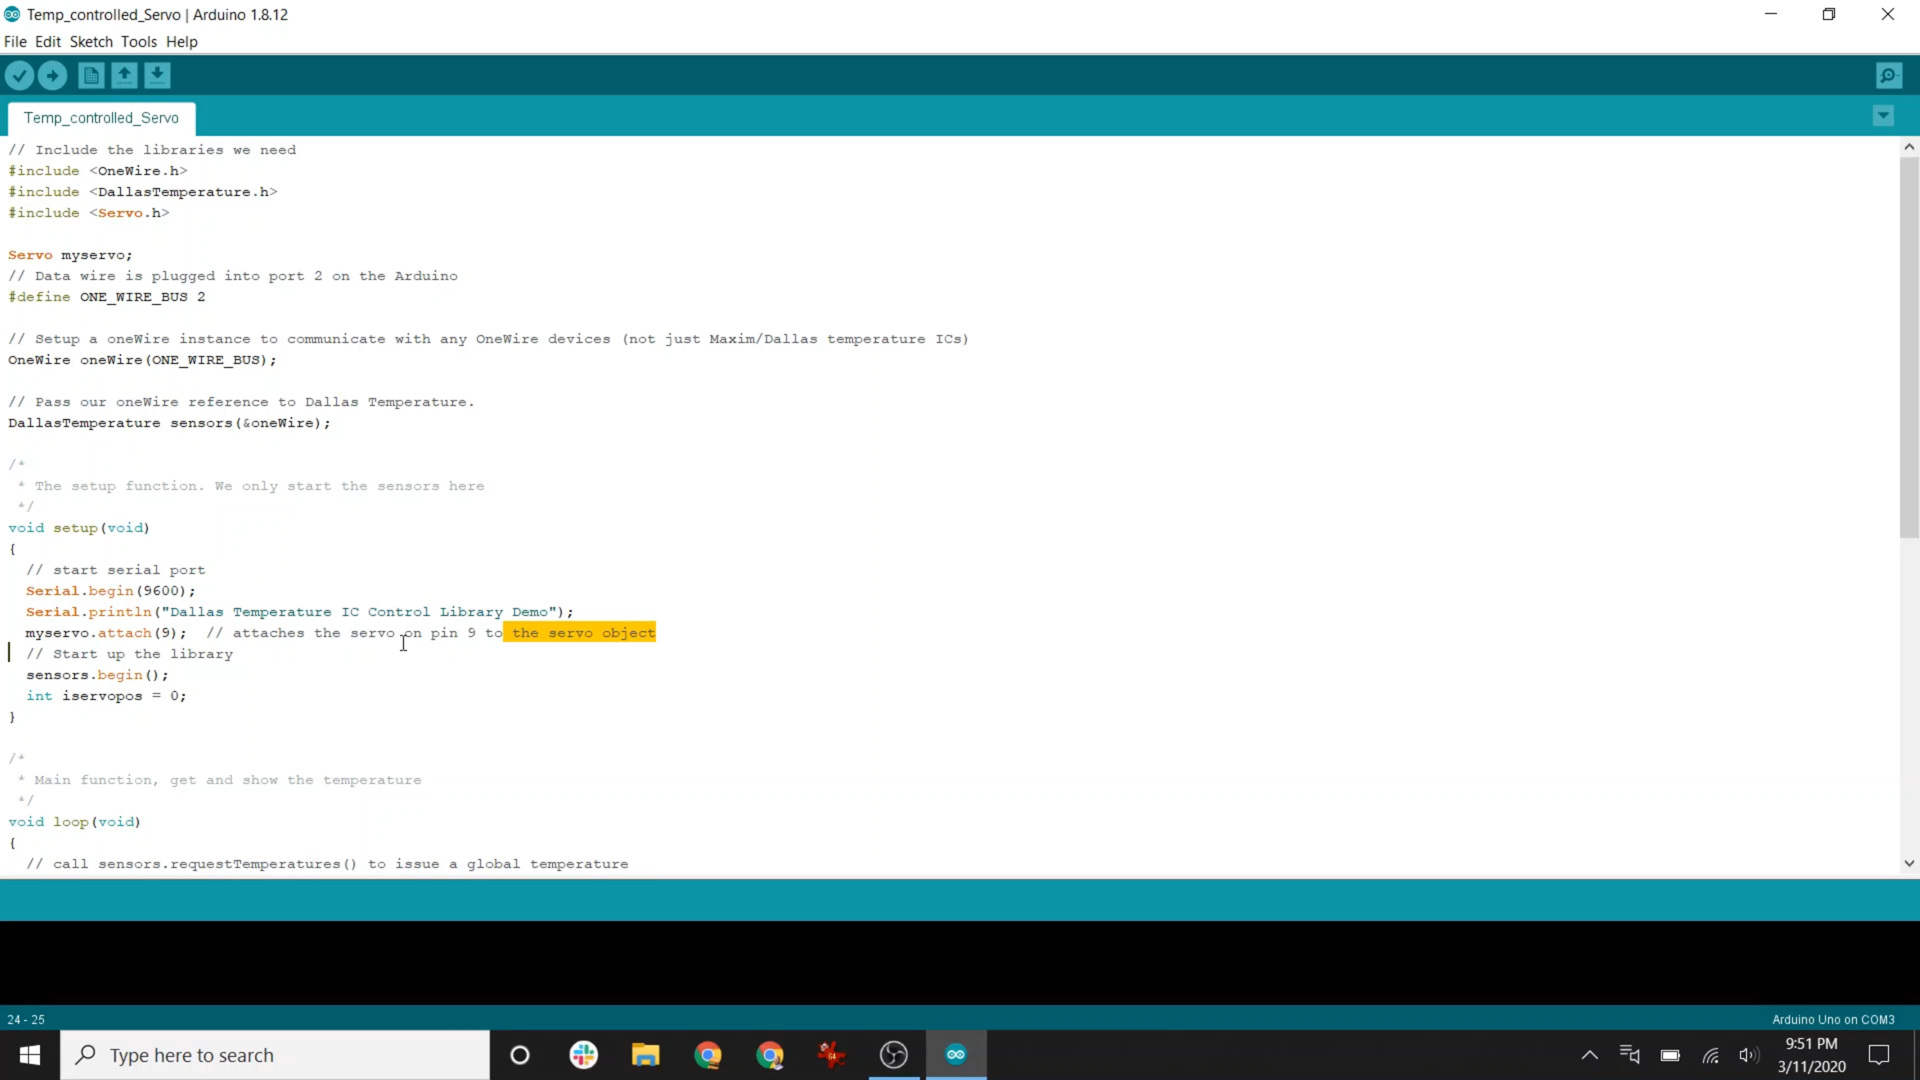 Temp_controlled_Servo | Arduino 1.8.12
File Edit Sketch Tools Help
Temp_controlled_Servo
// Include the libraries we need
#include <OneWire.h>
#include <DallasTemperature.h>
#include <Servo.h>
Servo myservo;
// Data wire is plugged into port 2 on the Arduino
#define ONE_WIRE_BUS 2
// Setup a oneWire instance to communicate with any OneWire devices (not just Maxim/Dallas temperature ICs)
OneWire oneWire(ONE_WIRE_BUS);
// Pass our oneWire reference to Dallas Temperature.
DallasTemperature sensors(&oneWire);
/*
* The setup function. We only start the sensors here
*/
void setup(void)
{
// start serial port
Serial.begin(9600);
Serial.println("Dallas Temperature IC Control Library Demo");
myservo.attach(9);  // attaches the servo on pin 9 to the servo object
// Start up the library
sensors.begin();
int iservopos = 0;
}
/*
* Main function, get and show the temperature
*/
void loop(void)
{
// call sensors.requestTemperatures() to issue a global temperature
24 - 25
Arduino Uno on COM3
Type here to search
64
9:51 PM
3/11/2020